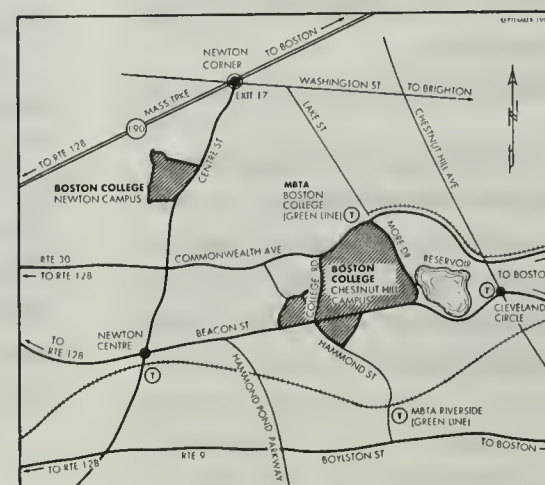 SEPTEMBER
NEWTON
CORNER
TO BOSTON
MASS TPKE
EXIT 17
WASHINGTON ST
TO BRIGHTON
I-90
TO RTE 128
CENTRE ST
LAKE ST
CHESTNUT HILL AVE
N
BOSTON COLLEGE
NEWTON CAMPUS
MBTA
BOSTON
COLLEGE
(GREEN LINE)
T
MORE DR
RTE 30
TO RTE 128
COMMONWEALTH AVE
COLLEGE RD
BOSTON
COLLEGE
CHESTNUT HILL
CAMPUS
RESERVOIR
TO BOSTON
T
CLEVELAND
CIRCLE
TO
RTE 128
NEWTON
CENTRE
BEACON ST
T
HAMMOND POND
PARKWAY
HAMMOND ST
T
MBTA RIVERSIDE
(GREEN LINE)
TO RTE 128
RTE 9
BOYLSTON ST
TO BOSTON